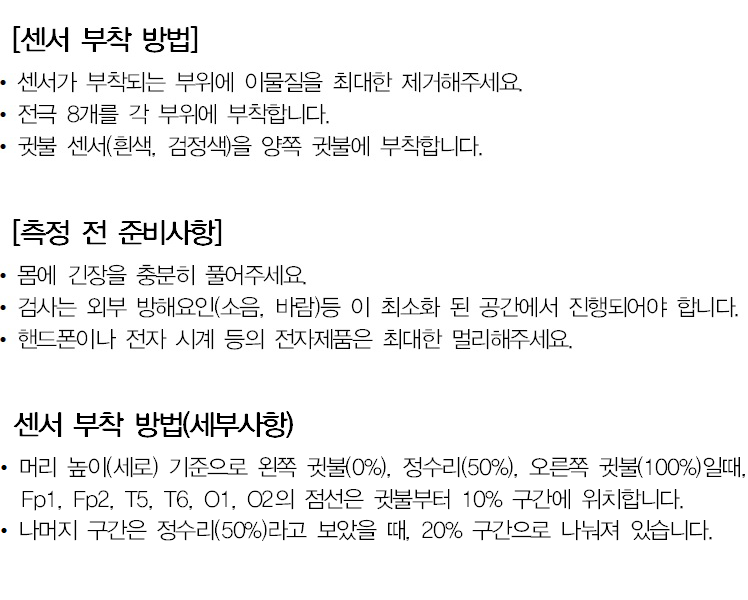 [센서 부착 방법]
• 센서가 부착되는 부위에 이물질을 최대한 제거해주세요.
• 전극 8개를 각 부위에 부착합니다.
• 귓불 센서(흰색, 검정색)을 양쪽 귓불에 부착합니다.
[측정 전 준비사항]
• 몸에 긴장을 충분히 풀어주세요.
• 검사는 외부 방해요인(소음, 바람)등 이 최소화 된 공간에서 진행되어야 합니다.
• 핸드폰이나 전자 시계 등의 전자제품은 최대한 멀리해주세요.
센서 부착 방법(세부사항)
• 머리 높이(세로) 기준으로 왼쪽 귓불(0%), 정수리(50%), 오른쪽 귓불(100%)일때,
Fp1, Fp2, T5, T6, O1, O2의 점선은 귓불부터 10% 구간에 위치합니다.
• 나머지 구간은 정수리(50%)라고 보았을 때, 20% 구간으로 나눠져 있습니다.